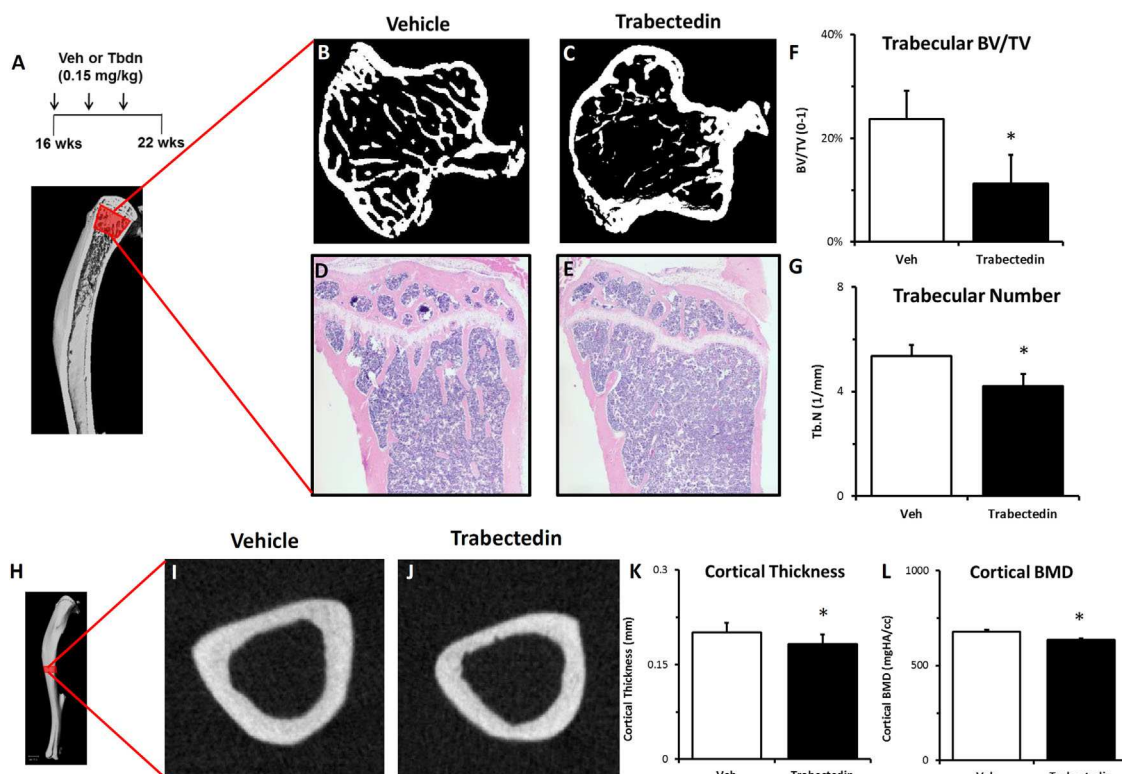 Vehicle
Trabectedin
A
Veh or Tbdn
(0.15 mg/kg)
16 wks
22 wks
B
C
D
E
F
Trabecular BV/TV
BV/TV (0-1)
40%
20%
0%
*
Veh
Trabectedin
G
Trabecular Number
Tb.N (1/mm)
8
4
0
*
Veh
Trabectedin
Vehicle
Trabectedin
H
I
J
K
Cortical Thickness
Cortical Thickness (mm)
0.3
0.15
0
*
Veh
Trabectedin
L
Cortical BMD
Cortical BMD (mgHA/cc)
1000
500
0
*